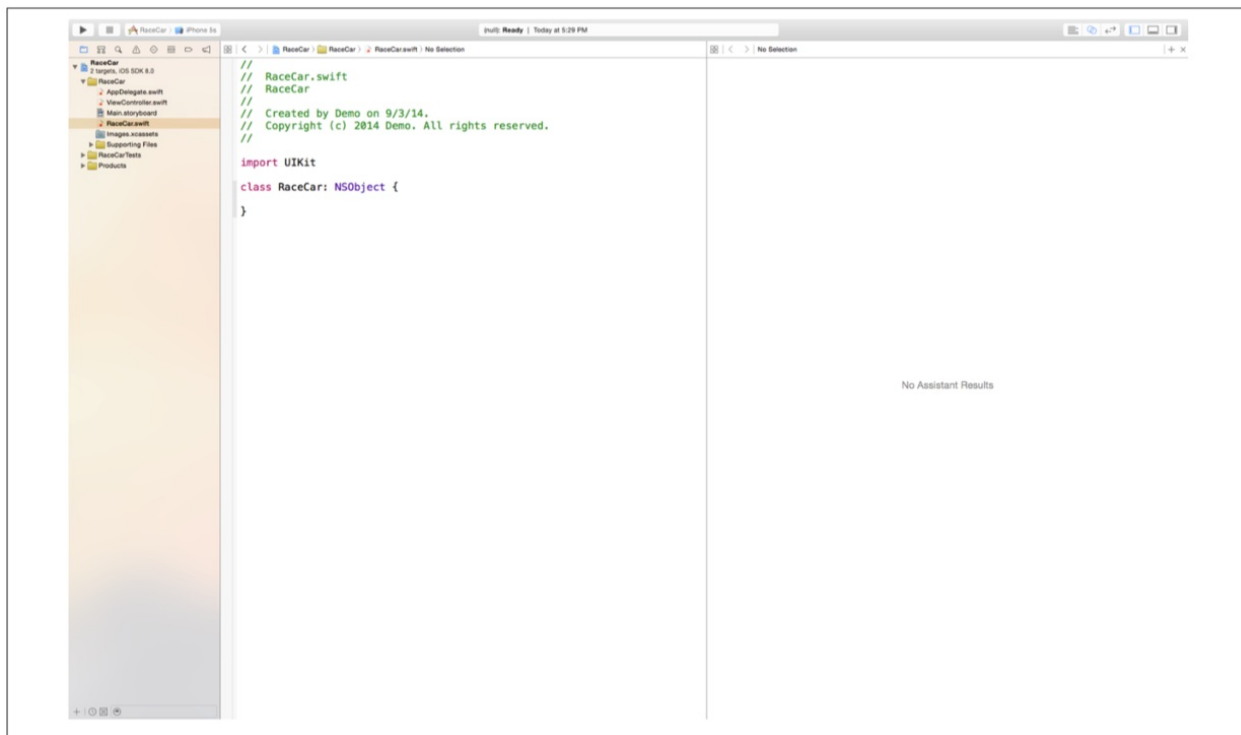 RaceCar 〉 iPhone 5s
(null): Ready | Today at 5:29 PM
RaceCar 〉 RaceCar 〉 RaceCar.swift 〉 No Selection
No Selection
RaceCar
2 targets, iOS SDK 8.0
RaceCar
AppDelegate.swift
ViewController.swift
Main.storyboard
RaceCar.swift
Images.xcassets
Supporting Files
RaceCarTests
Products
//
// RaceCar.swift
// RaceCar
//
// Created by Demo on 9/3/14.
// Copyright (c) 2014 Demo. All rights reserved.
//
import UIKit
class RaceCar: NSObject {
}
No Assistant Results